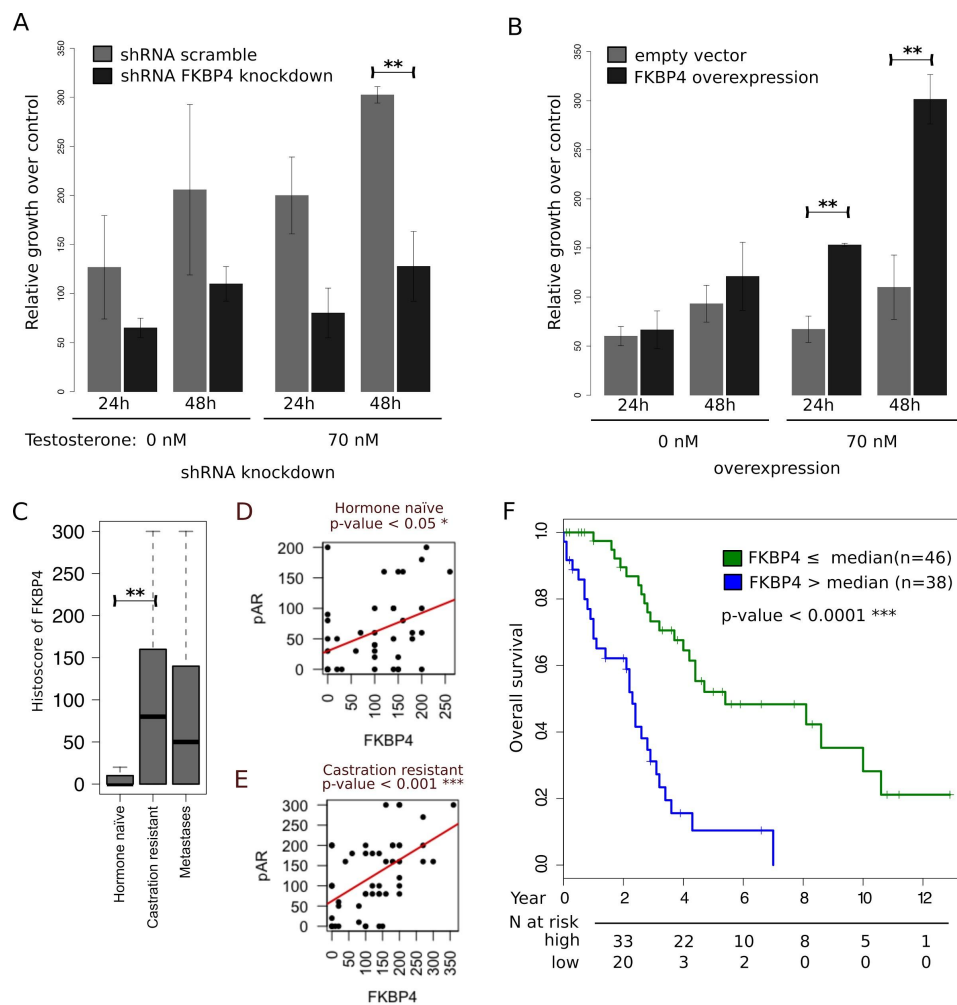 A
shRNA scramble
shRNA FKBP4 knockdown
**
Relative growth over control
0 50 100 150 200 250 300 350
24h 48h 24h 48h
Testosterone: 0 nM 70 nM
shRNA knockdown
B
empty vector
FKBP4 overexpression
**
**
Relative growth over control
0 50 100 150 200 250 300 350
24h 48h 24h 48h
0 nM 70 nM
overexpression
C
Histoscore of FKBP4
300
250
200
150
100
50
0
**
Hormone naïve
Castration resistant
Metastases
D
Hormone naïve
p-value < 0.05 *
pAR
200
150
100
50
0
0 50 100 150 200 250
FKBP4
E
Castration resistant
p-value < 0.001 ***
pAR
300
250
200
150
100
50
0
0 50 100 150 200 250 300 350
FKBP4
F
FKBP4 ≤ median(n=46)
FKBP4 > median (n=38)
p-value < 0.0001 ***
Overall survival
0.0 0.2 0.4 0.6 0.8 1.0
Year 0 2 4 6 8 10 12
N at risk
high 33 22 10 8 5 1
low 20 3 2 0 0 0